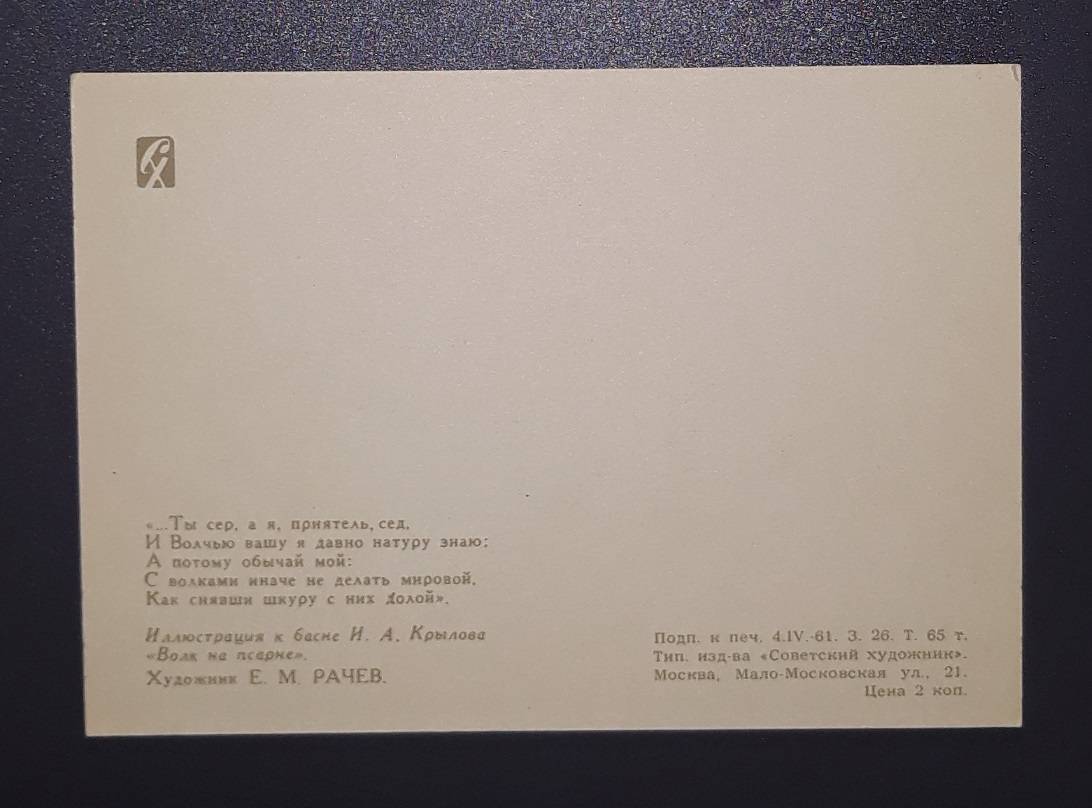 СХ
«...Ты сер, а я, приятель, сед,
И Волчью вашу я давно натуру знаю;
А потому обычай мой:
С волками иначе не делать мировой,
Как снявши шкуру с них долой».
Иллюстрация к басне И. А. Крылова
«Волк на псарне».
Художник Е. М. РАЧЕВ.
Подп. к печ. 4.IV.-61. З. 26. Т. 65 т.
Тип. изд-ва «Советский художник».
Москва, Мало-Московская ул., 21.
Цена 2 коп.